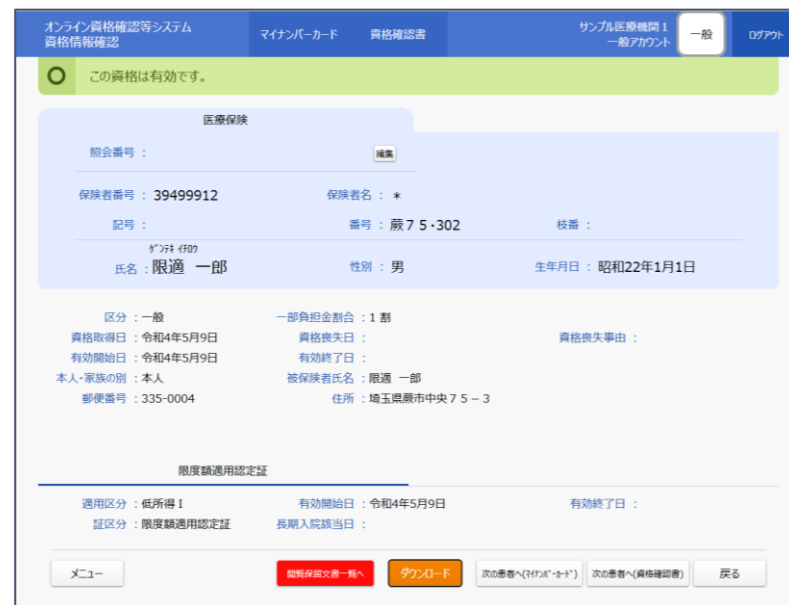 オンライン資格確認等システム マイナンバーカード 資格確認書 サンプル医療機関1 一般 ログアウト
資格情報確認 一般アカウント
この資格は有効です。
医療保険
照会番号 : 編集
保険者番号 : 39499912 保険者名 : *
記号 : 番号 : 蕨75・302 枝番 :
ゲンテキ イチロウ
氏名 : 限適 一郎 性別 : 男 生年月日 : 昭和22年1月1日
区分 : 一般 一部負担金割合 : 1割
資格取得日 : 令和4年5月9日 資格喪失日 : 資格喪失事由 :
有効開始日 : 令和4年5月9日 有効終了日 :
本人・家族の別 : 本人 被保険者氏名 : 限適 一郎
郵便番号 : 335-0004 住所 : 埼玉県蕨市中央75-3
限度額適用認定証
適用区分 : 低所得Ⅰ 有効開始日 : 令和4年5月9日 有効終了日 :
証区分 : 限度額適用認定証 長期入院該当日 :
メニュー 閲覧保留文書一覧へ ダウンロード 次の患者へ(マイナンバーカード) 次の患者へ(資格確認書) 戻る